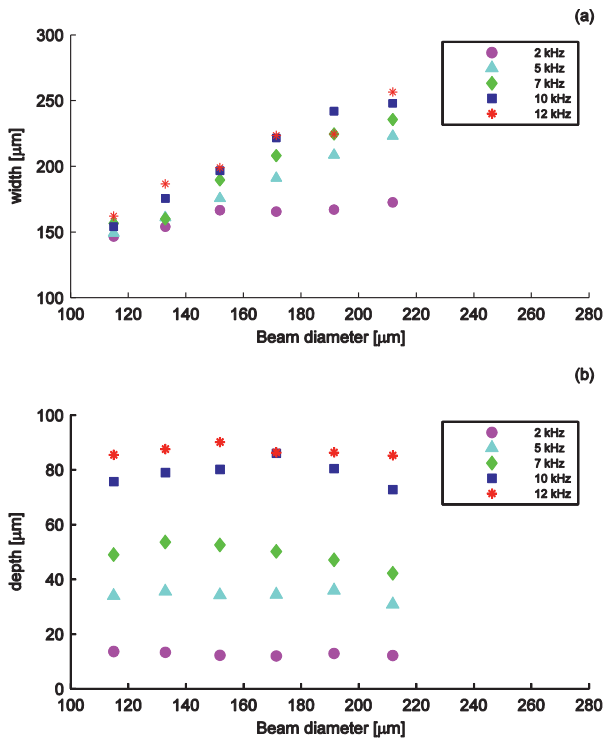 (a)
300
250
200
150
100
width [μm]
2 kHz
5 kHz
7 kHz
10 kHz
12 kHz
100 120 140 160 180 200 220 240 260 280
Beam diameter [μm]
(b)
100
80
60
40
20
0
depth [μm]
2 kHz
5 kHz
7 kHz
10 kHz
12 kHz
100 120 140 160 180 200 220 240 260 280
Beam diameter [μm]